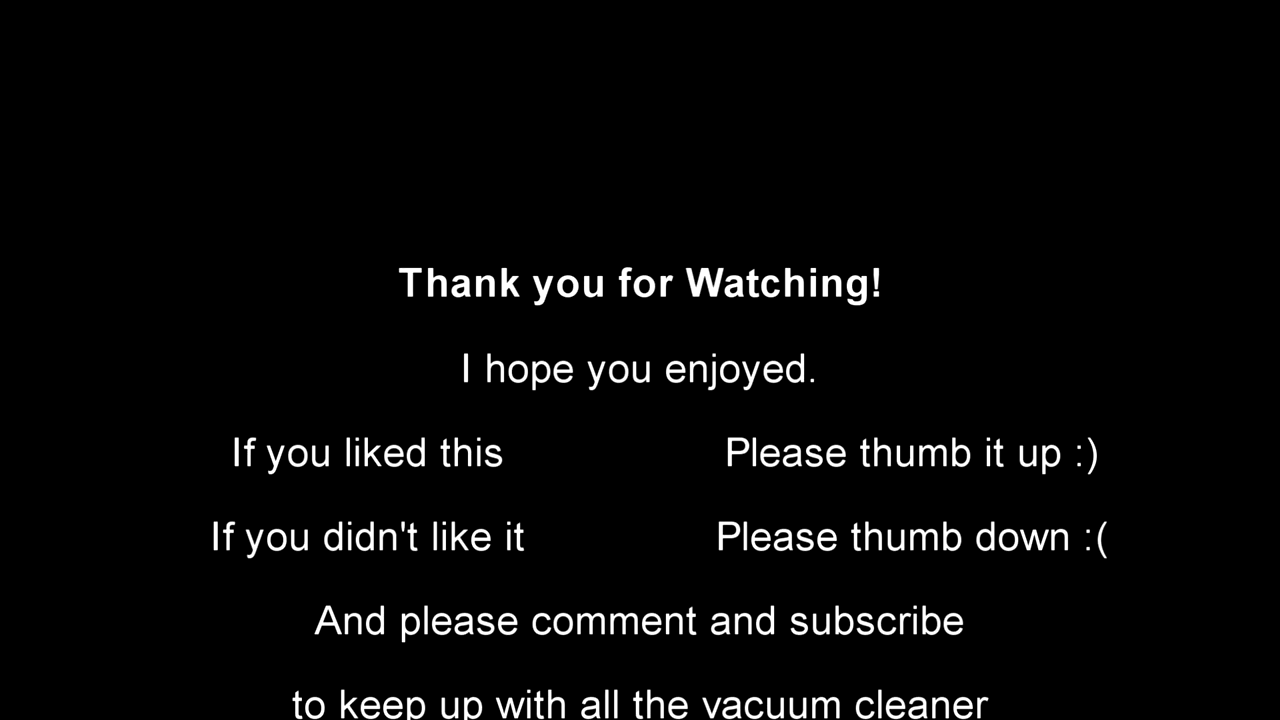 Thank you for Watching!
I hope you enjoyed.
If you liked this Please thumb it up :)
If you didn't like it Please thumb down :(
And please comment and subscribe
to keep up with all the vacuum cleaner